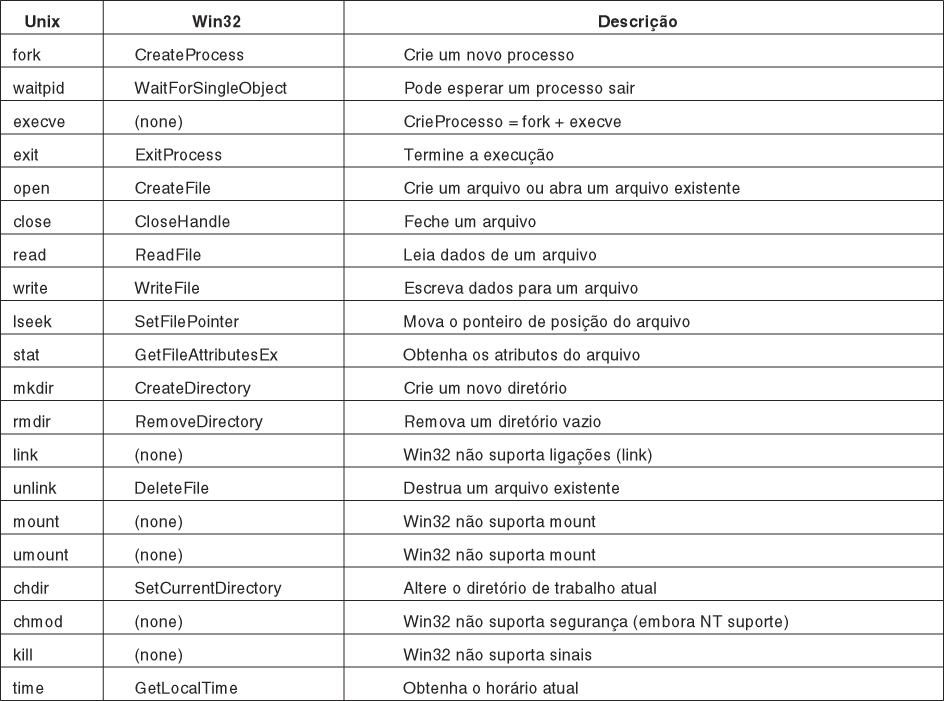 Unix Win32 Descrição
fork CreateProcess Crie um novo processo
waitpid WaitForSingleObject Pode esperar um processo sair
execve (none) CrieProcesso = fork + execve
exit ExitProcess Termine a execução
open CreateFile Crie um arquivo ou abra um arquivo existente
close CloseHandle Feche um arquivo
read ReadFile Leia dados de um arquivo
write WriteFile Escreva dados para um arquivo
lseek SetFilePointer Mova o ponteiro de posição do arquivo
stat GetFileAttributesEx Obtenha os atributos do arquivo
mkdir CreateDirectory Crie um novo diretório
rmdir RemoveDirectory Remova um diretório vazio
link (none) Win32 não suporta ligações (link)
unlink DeleteFile Destrua um arquivo existente
mount (none) Win32 não suporta mount
umount (none) Win32 não suporta mount
chdir SetCurrentDirectory Altere o diretório de trabalho atual
chmod (none) Win32 não suporta segurança (embora NT suporte)
kill (none) Win32 não suporta sinais
time GetLocalTime Obtenha o horário atual